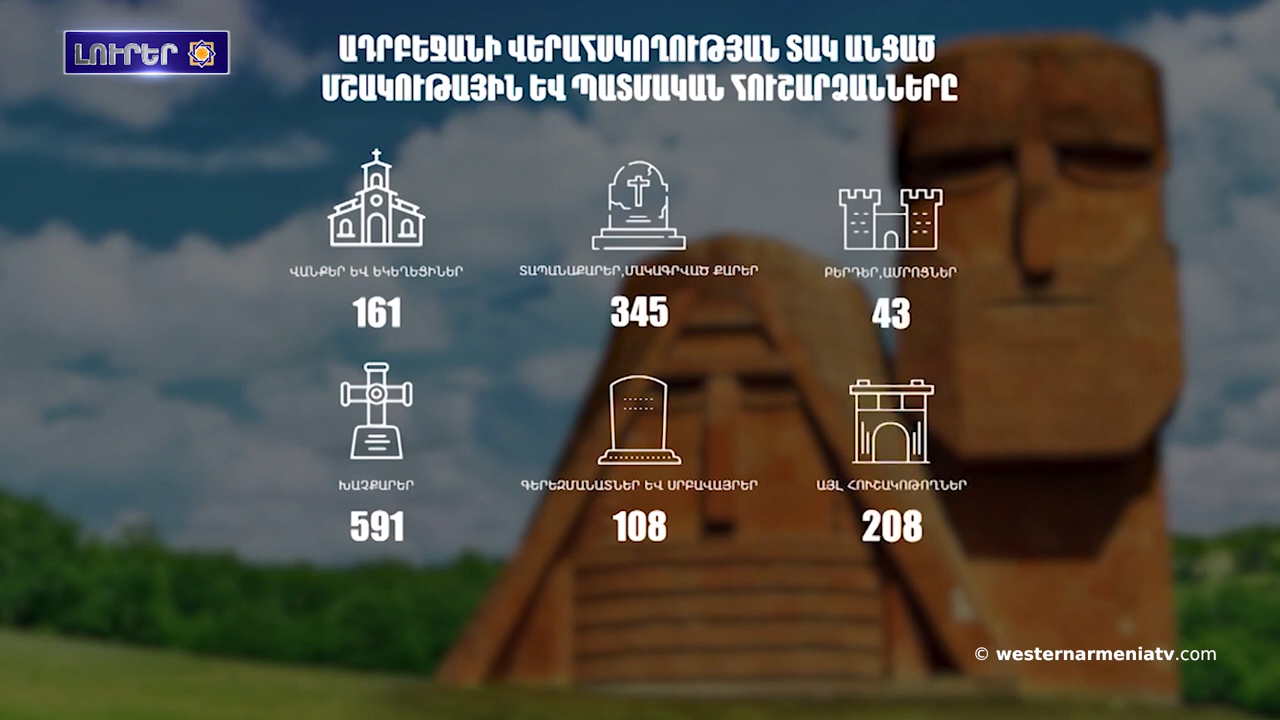 ԼՈՒՐԵՐ
ԱԴՐԲԵՋԱՆԻ ՎԵՐԱՀՍԿՈՂՈՒԹՅԱՆ ՏԱԿ ԱՆՑԱԾ
ՄՇԱԿՈՒԹԱՅԻՆ ԵՎ ՊԱՏՄԱԿԱՆ ՀՈՒՇԱՐՁԱՆՆԵՐԸ
ՎԱՆՔԵՐ ԵՎ ԵԿԵՂԵՑԻՆԵՐ
161
ՏԱՊԱՆԱՔԱՐԵՐ,ՄԱԿԱԳՐՎԱԾ ՔԱՐԵՐ
345
ԲԵՐԴԵՐ,ԱՄՐՈՑՆԵՐ
43
ԽԱՉՔԱՐԵՐ
591
ԳԵՐԵԶՄԱՆԱՏՆԵՐ ԵՎ ՍՐԲԱՎԱՅՐԵՐ
108
ԱՅԼ ՀՈՒՇԱԿՈԹՈՂՆԵՐ
208
© westernarmeniatv.com